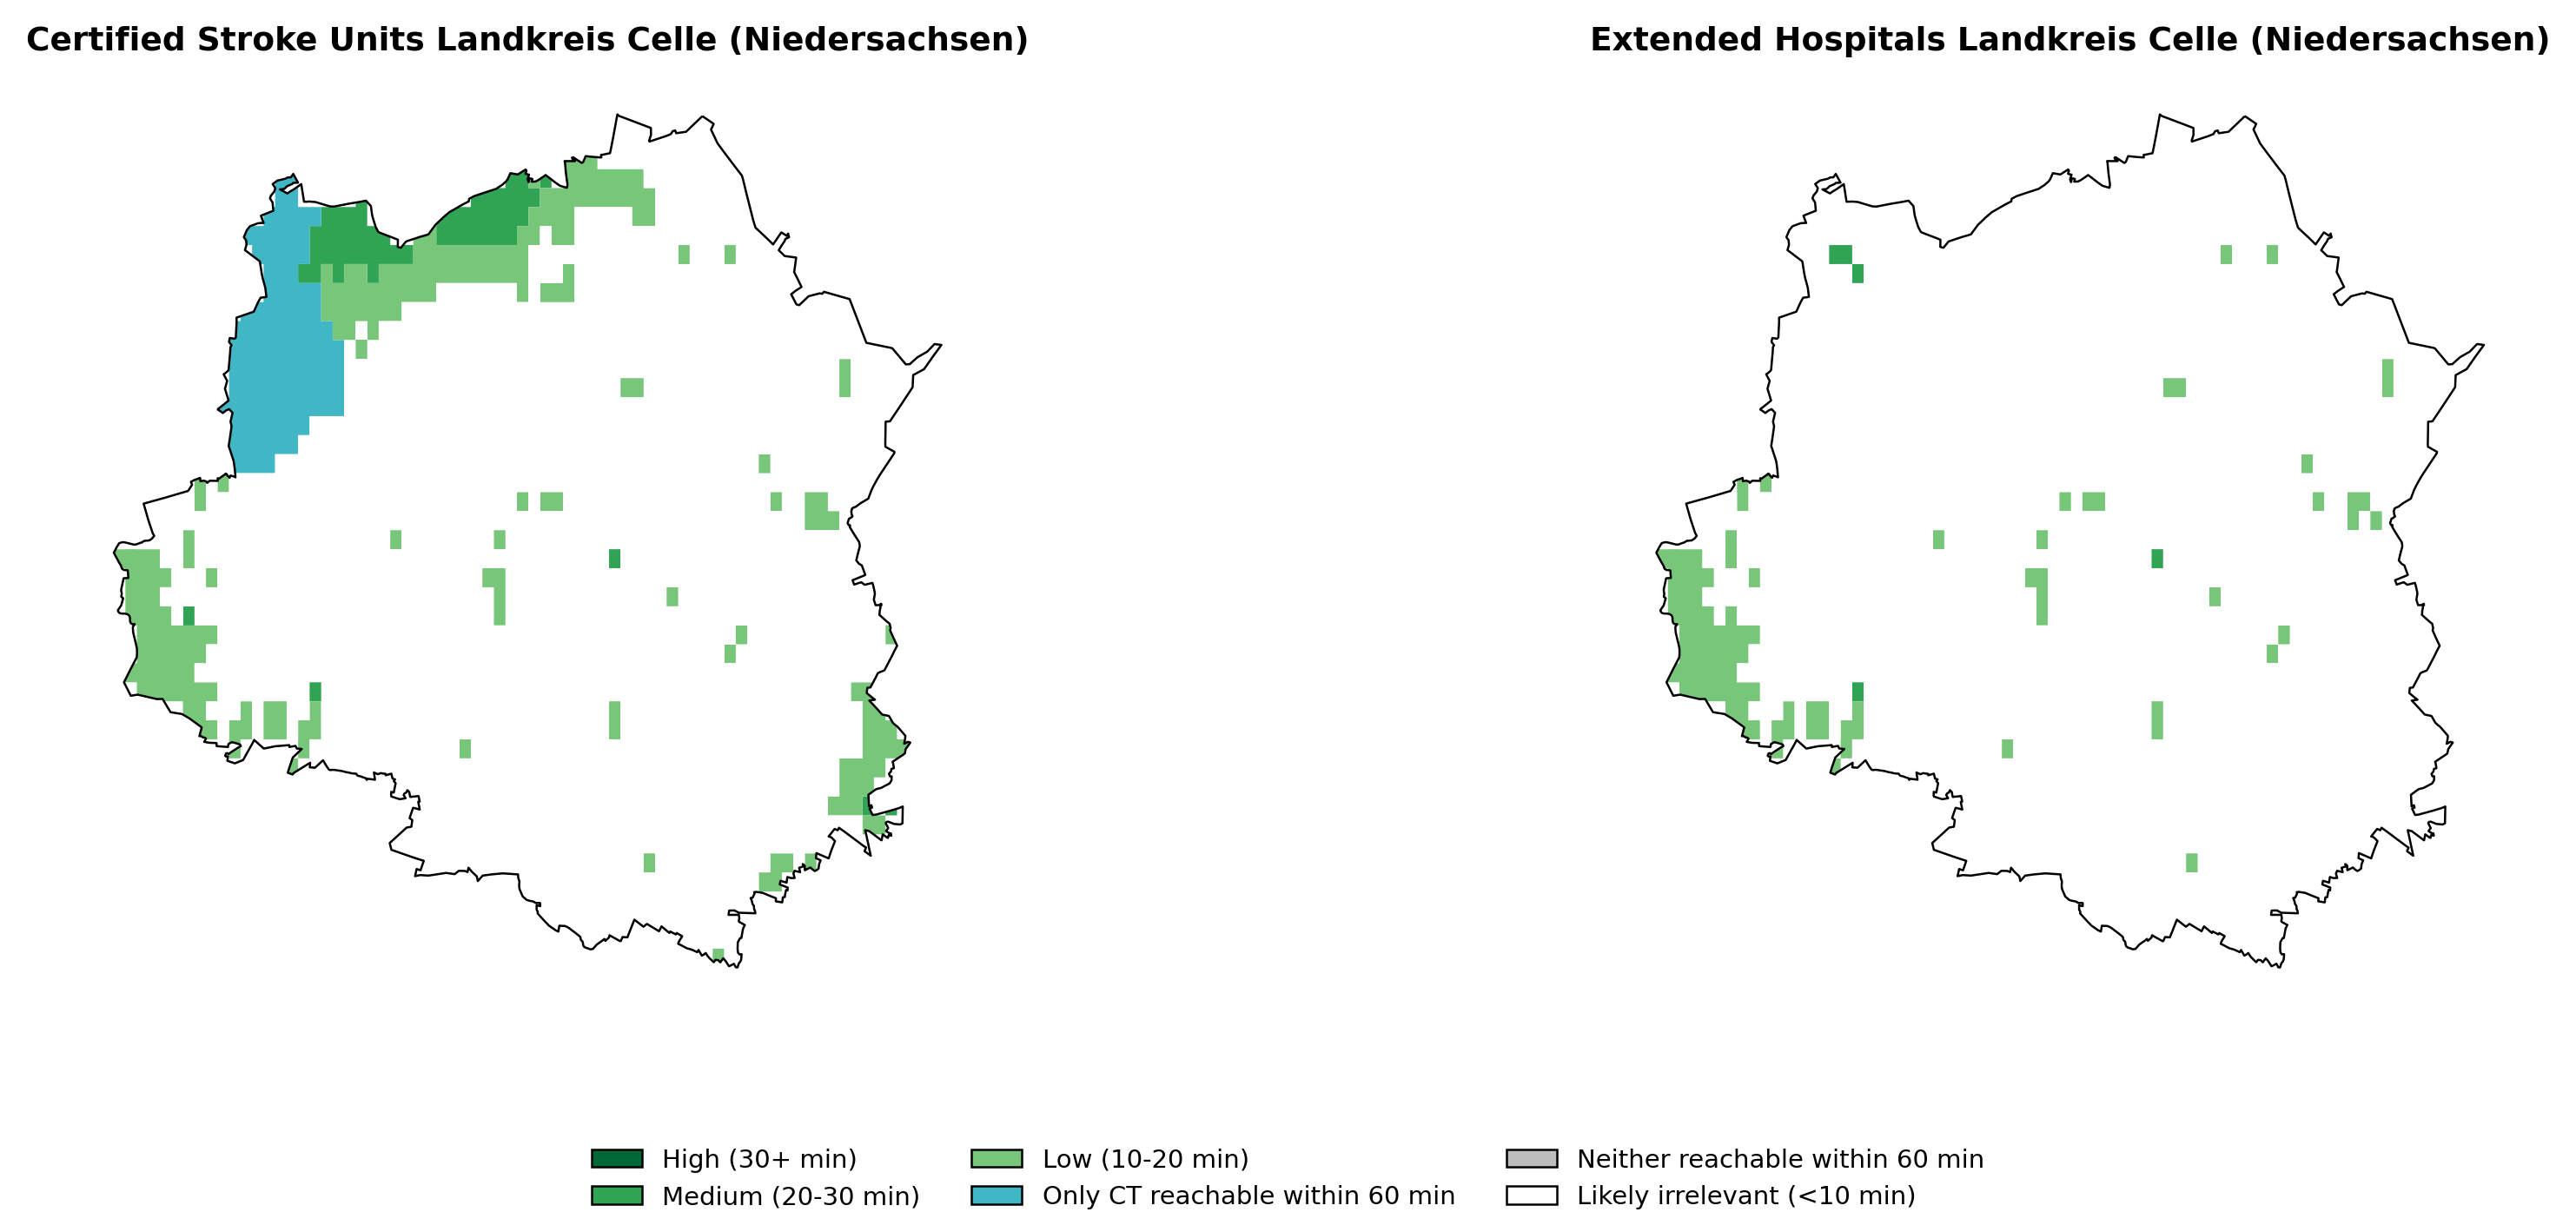 Certified Stroke Units Landkreis Celle (Niedersachsen)
Extended Hospitals Landkreis Celle (Niedersachsen)
High (30+ min)
Medium (20-30 min)
Low (10-20 min)
Only CT reachable within 60 min
Neither reachable within 60 min
Likely irrelevant (<10 min)